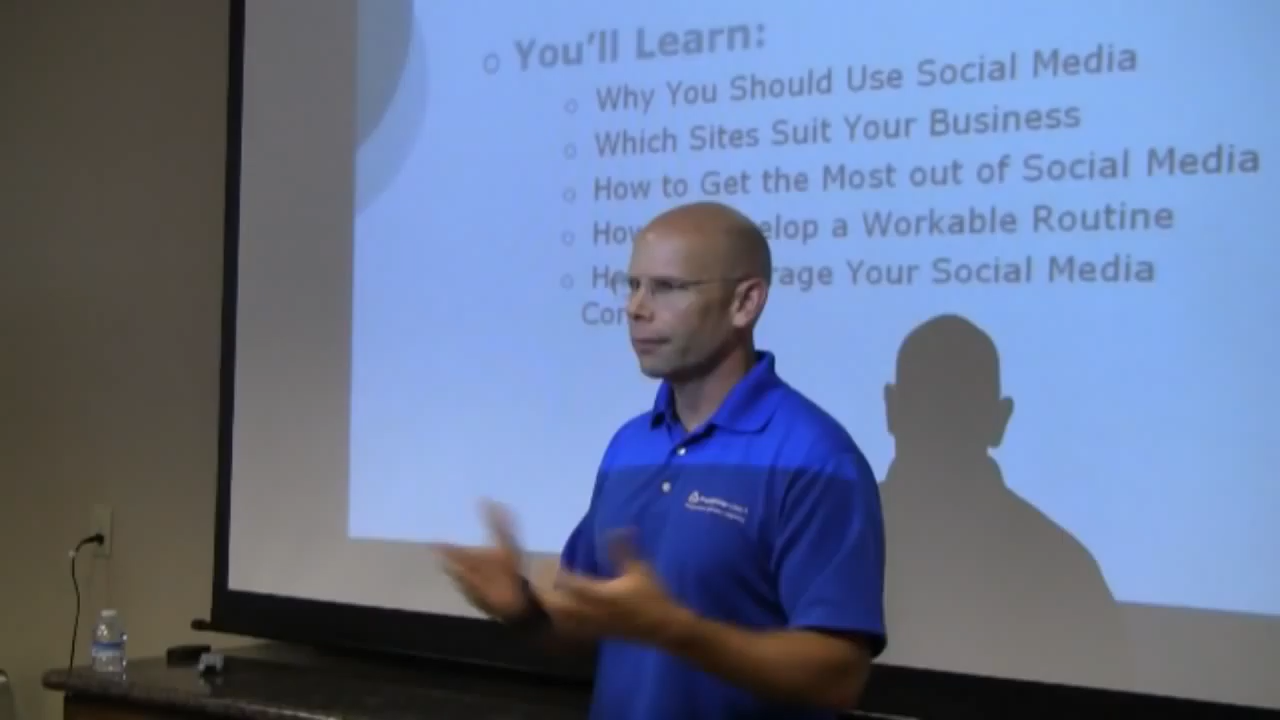 o You'll Learn:
o Why You Should Use Social Media
o Which Sites Suit Your Business
o How to Get the Most out of Social Media
o How elop a Workable Routine
o rage Your Social Media